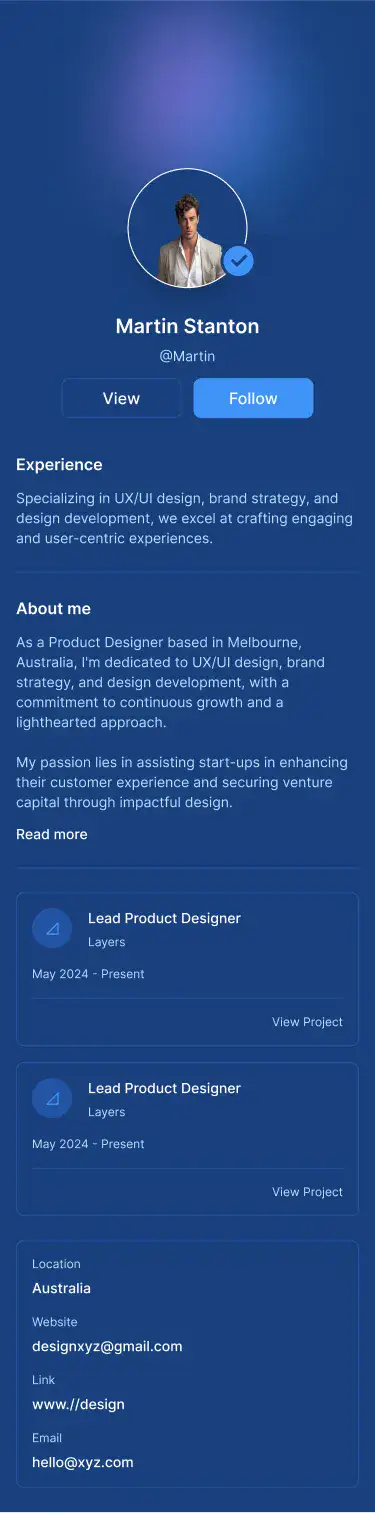 Martin Stanton
@Martin
View
Follow
Experience
Specializing in UX/UI design, brand strategy, and
design development, we excel at crafting engaging
and user-centric experiences.
About me
As a Product Designer based in Melbourne,
Australia, I'm dedicated to UX/UI design, brand
strategy, and design development, with a
commitment to continuous growth and a
lighthearted approach.
My passion lies in assisting start-ups in enhancing
their customer experience and securing venture
capital through impactful design.
Read more
Lead Product Designer
Layers
May 2024 - Present
View Project
Lead Product Designer
Layers
May 2024 - Present
View Project
Location
Australia
Website
designxyz@gmail.com
Link
www.//design
Email
hello@xyz.com